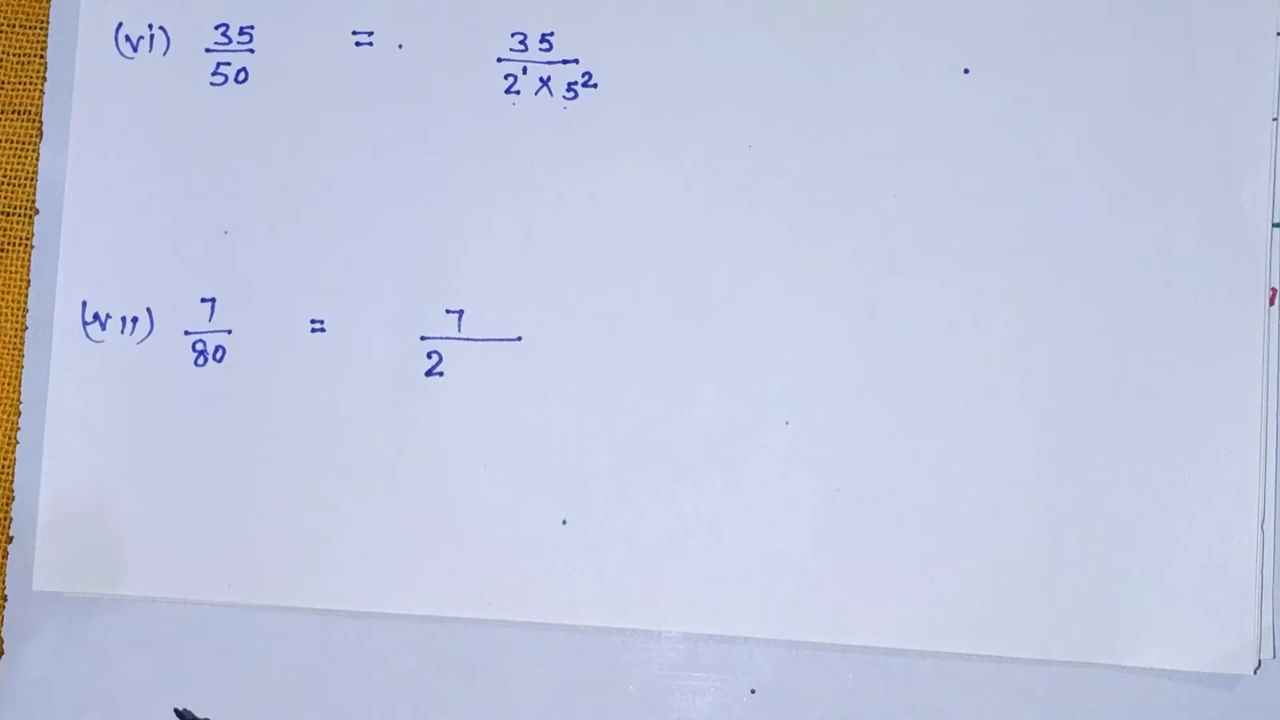 (vi) 35/50 = . 35/2¹ × 5²
(vii) 7/80 = 7/2